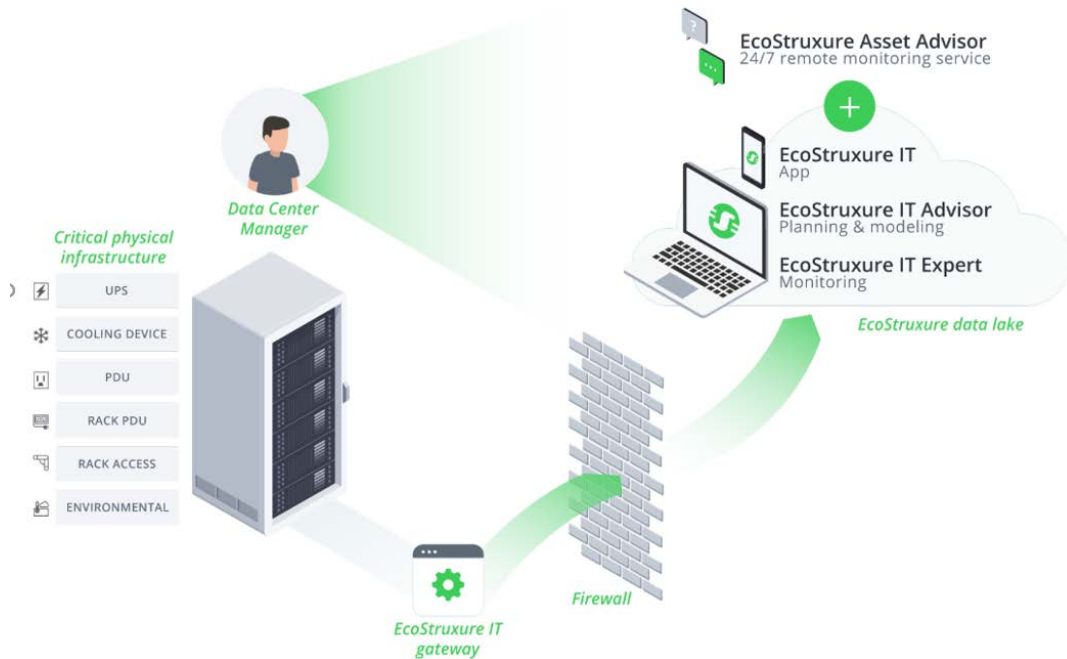 EcoStruxure Asset Advisor
24/7 remote monitoring service
EcoStruxure IT
App
EcoStruxure IT Advisor
Planning & modeling
EcoStruxure IT Expert
Monitoring
EcoStruxure data lake
Data Center
Manager
Critical physical
infrastructure
UPS
COOLING DEVICE
PDU
RACK PDU
RACK ACCESS
ENVIRONMENTAL
Firewall
EcoStruxure IT
gateway